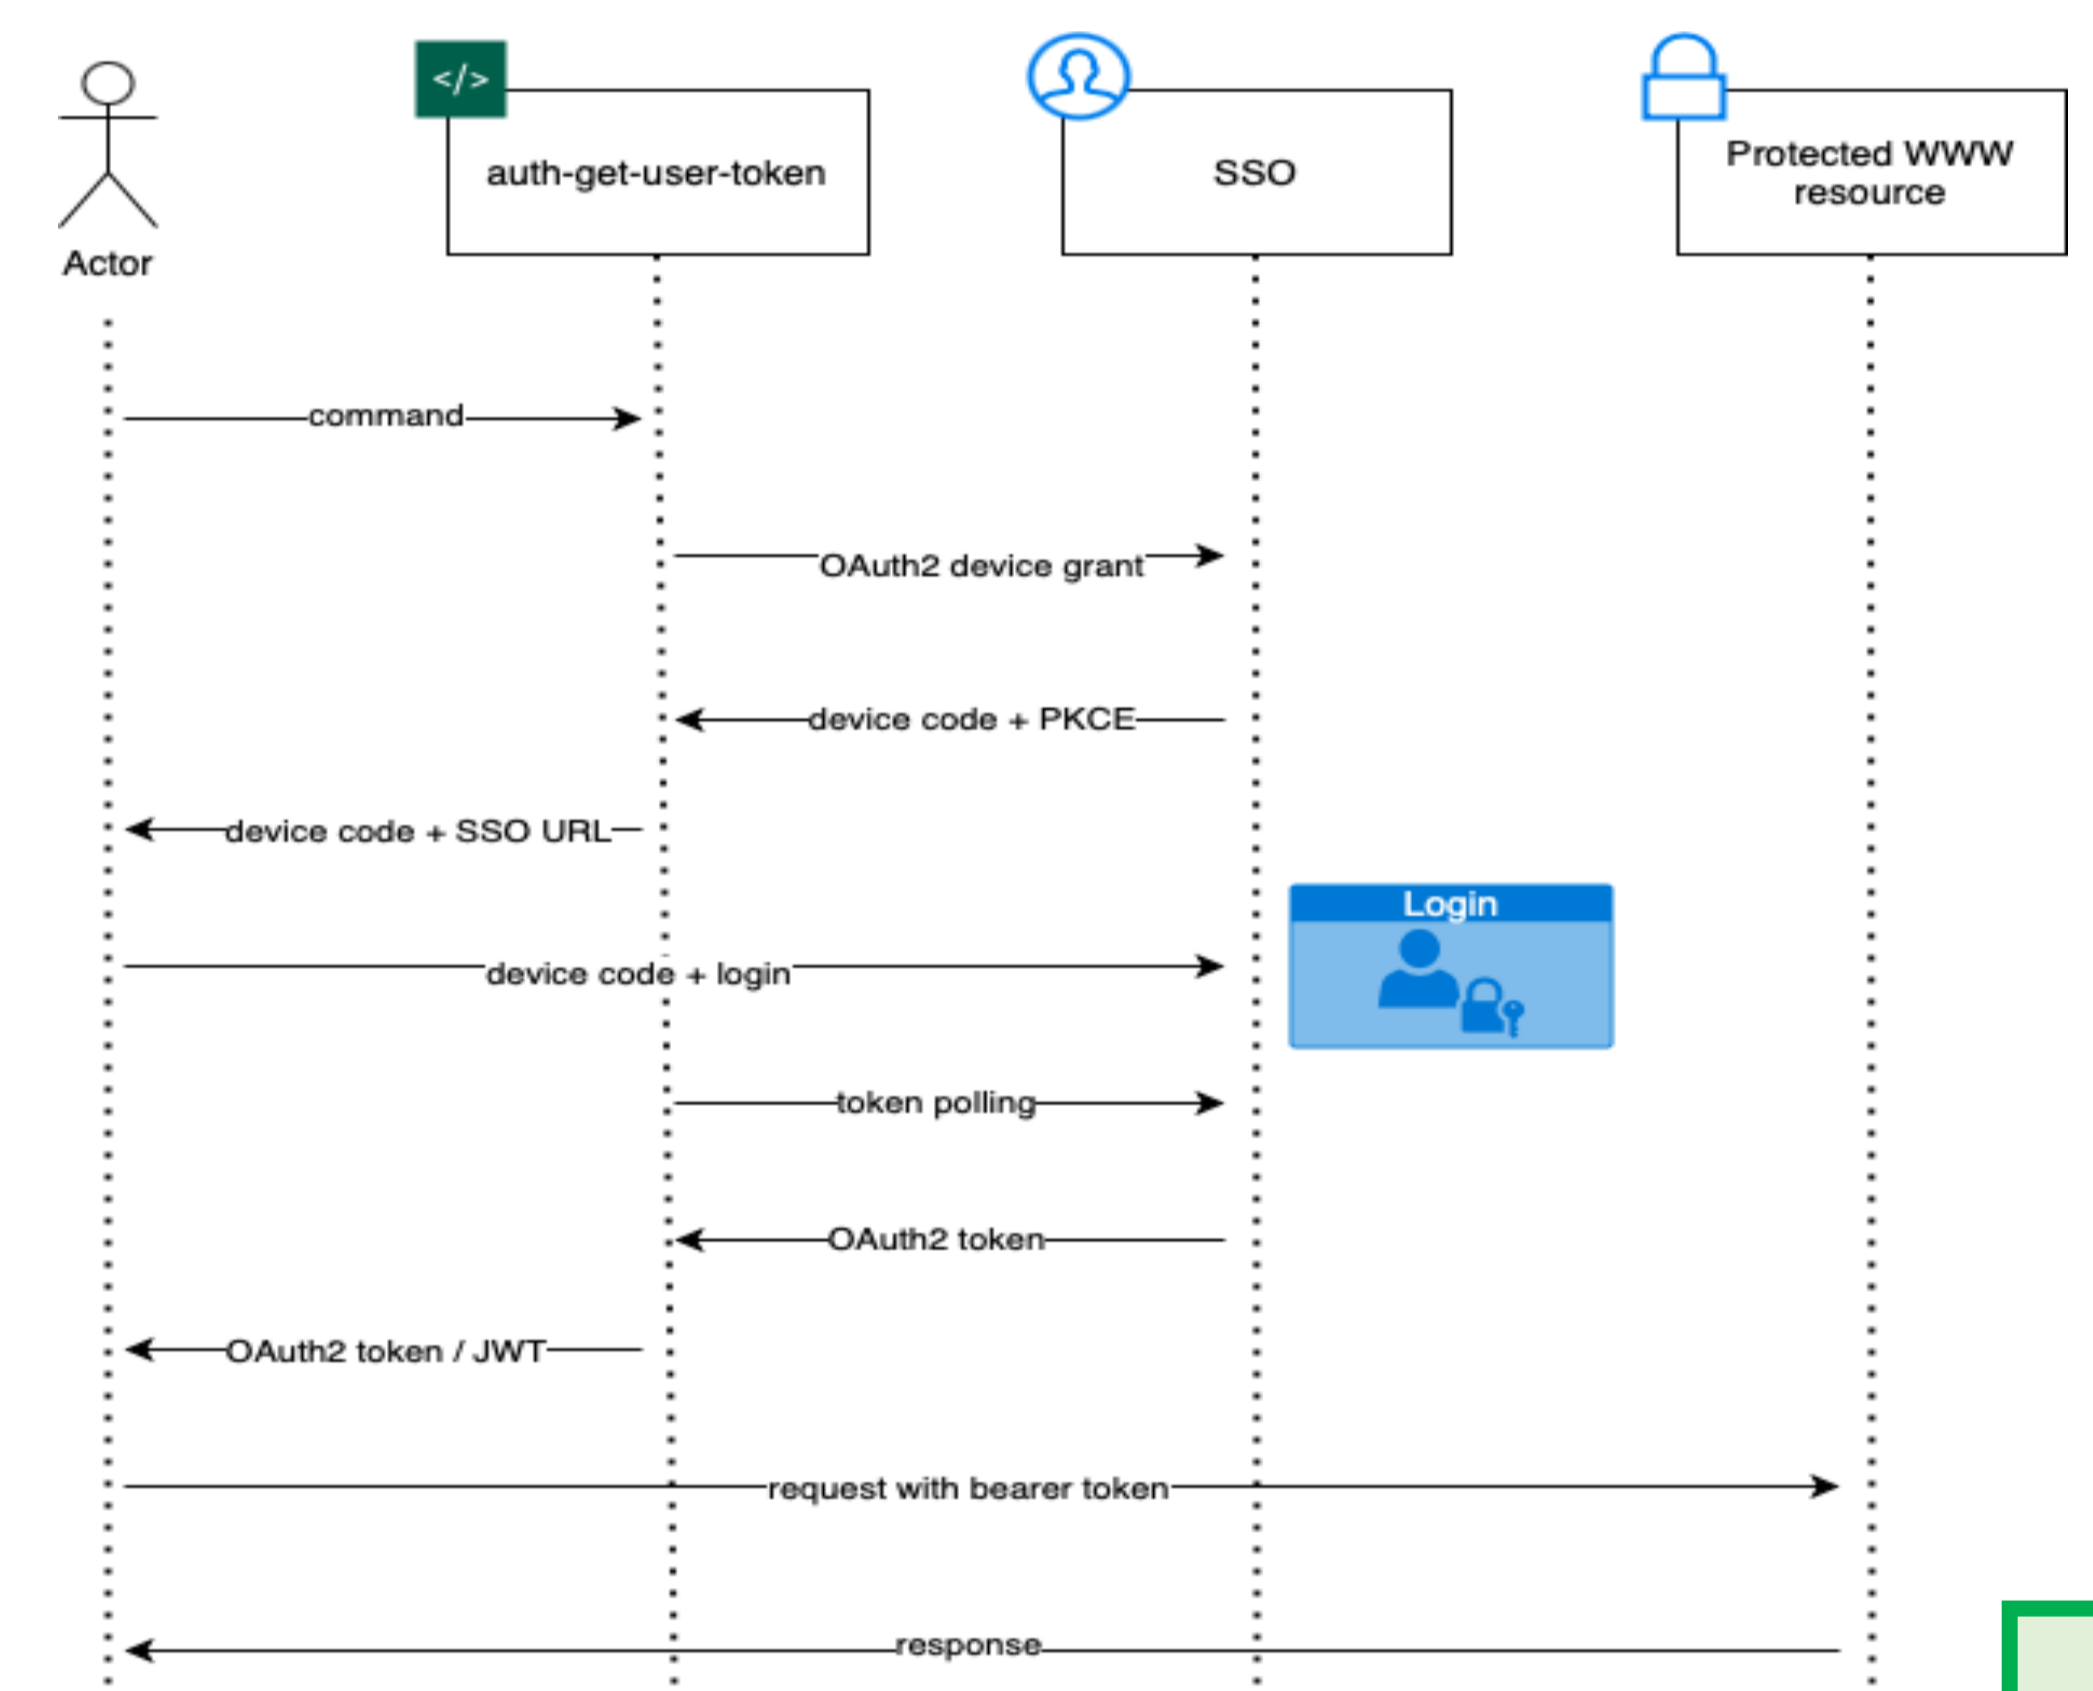 </>
auth-get-user-token
SSO
Protected WWW
resource
Actor
command
OAuth2 device grant
device code + PKCE
device code + SSO URL
Login
device code + login
token polling
OAuth2 token
OAuth2 token / JWT
request with bearer token
response